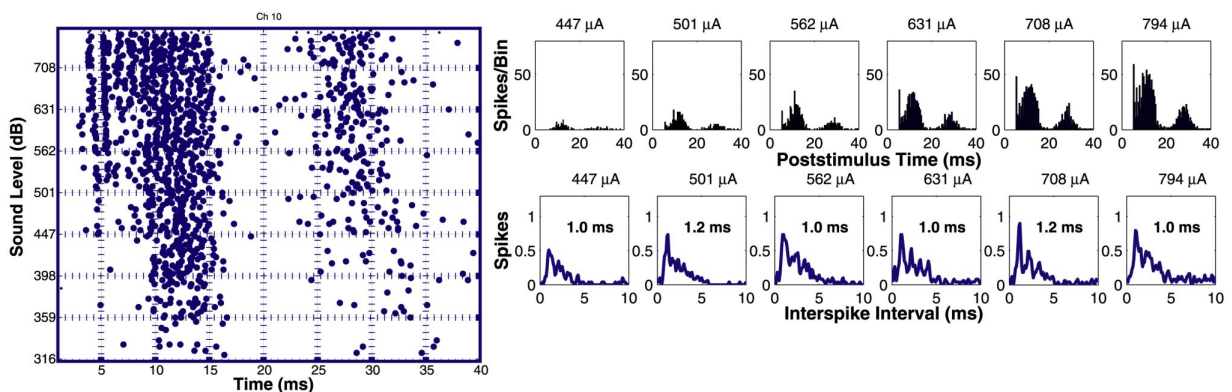 Ch 10
Sound Level (dB)
708
631
562
501
447
398
359
316
5 10 15 20 25 30 35 40
Time (ms)
447 μA 501 μA 562 μA 631 μA 708 μA 794 μA
Spikes/Bin
50
0
0 20 40 0 20 40 0 20 40 0 20 40 0 20 40 0 20 40
Poststimulus Time (ms)
447 μA 501 μA 562 μA 631 μA 708 μA 794 μA
Spikes
1
0.5
0
1.0 ms 1.2 ms 1.0 ms 1.0 ms 1.2 ms 1.0 ms
0 5 10 0 5 10 0 5 10 0 5 10 0 5 10 0 5 10
Interspike Interval (ms)